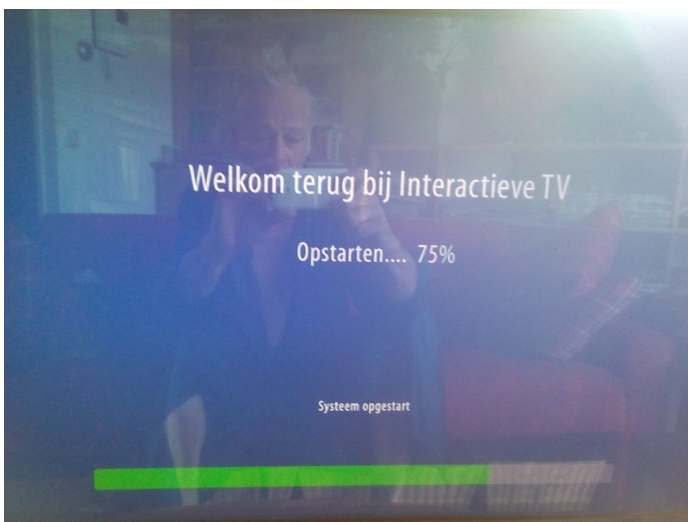 Welkom terug bij Interactieve TV
Opstarten.... 75%
Systeem opgestart